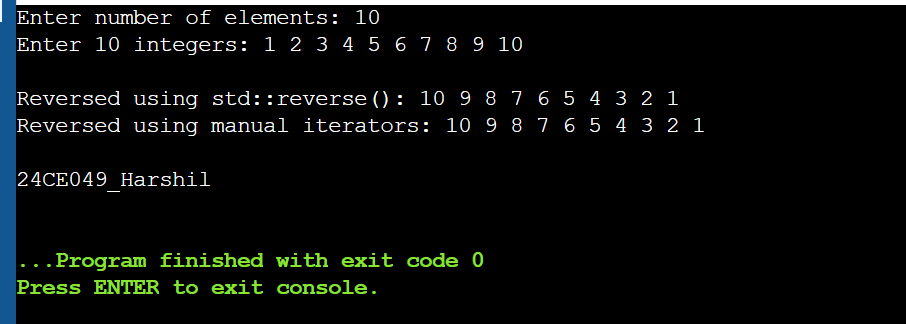 Enter number of elements: 10
Enter 10 integers: 1 2 3 4 5 6 7 8 9 10
Reversed using std::reverse(): 10 9 8 7 6 5 4 3 2 1
Reversed using manual iterators: 10 9 8 7 6 5 4 3 2 1
24CE049_Harshil
...Program finished with exit code 0
Press ENTER to exit console.